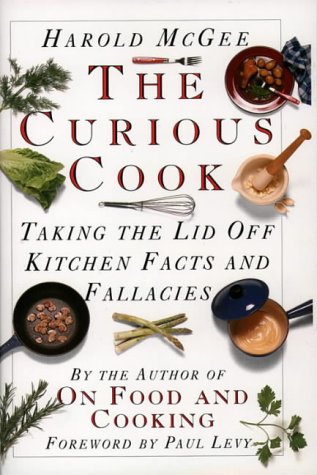 HAROLD MCGEE
THE
CURIOUS
COOK
TAKING THE LID OFF
KITCHEN FACTS AND
FALLACIES
BY THE AUTHOR OF
ON FOOD AND
COOKING
FOREWORD BY PAUL LEVY